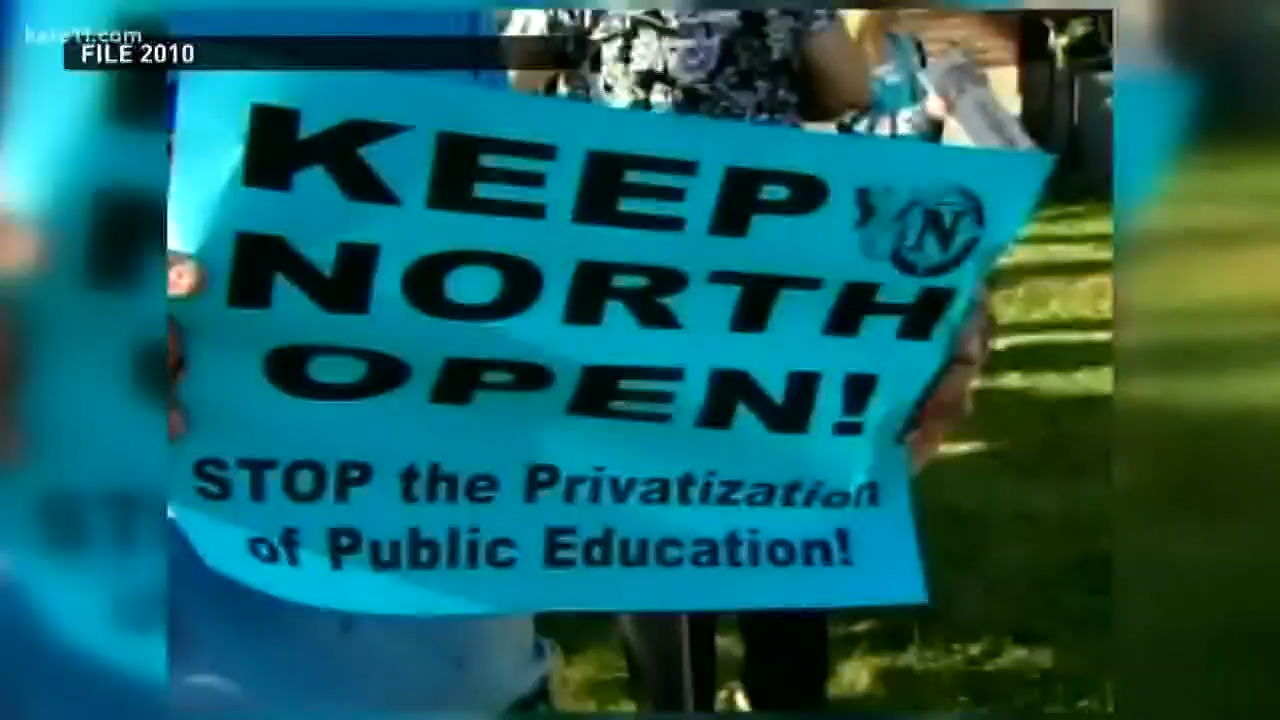 kare11.com
FILE 2010
KEEP
N
NORTH
OPEN!
STOP the Privatization
of Public Education!